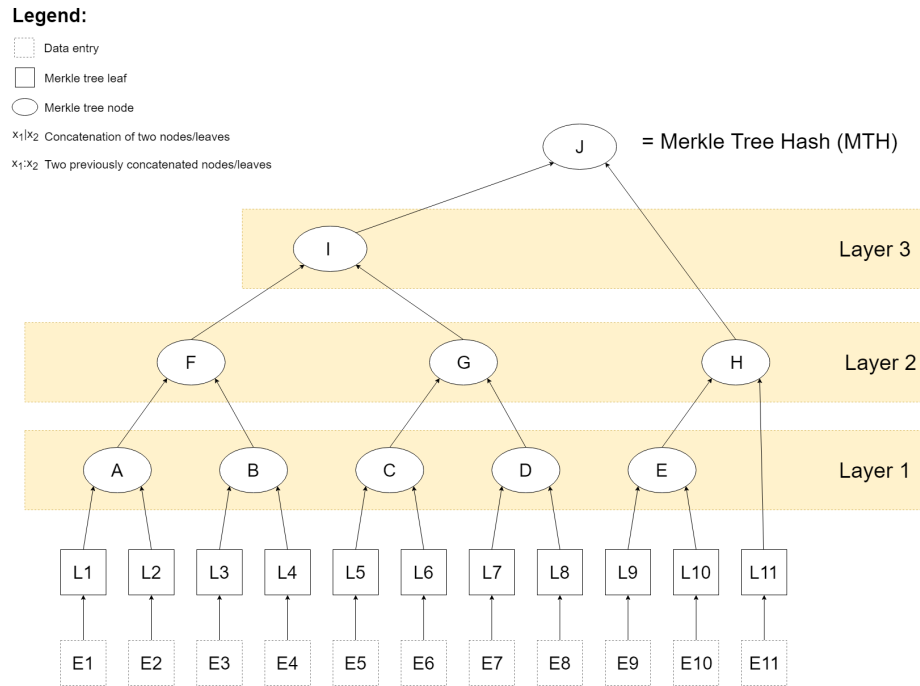 Legend:
Data entry
Merkle tree leaf
Merkle tree node
x1|x2 Concatenation of two nodes/leaves
x1:x2 Two previously concatenated nodes/leaves
J = Merkle Tree Hash (MTH)
I Layer 3
F G H Layer 2
A B C D E Layer 1
L1 L2 L3 L4 L5 L6 L7 L8 L9 L10 L11
E1 E2 E3 E4 E5 E6 E7 E8 E9 E10 E11